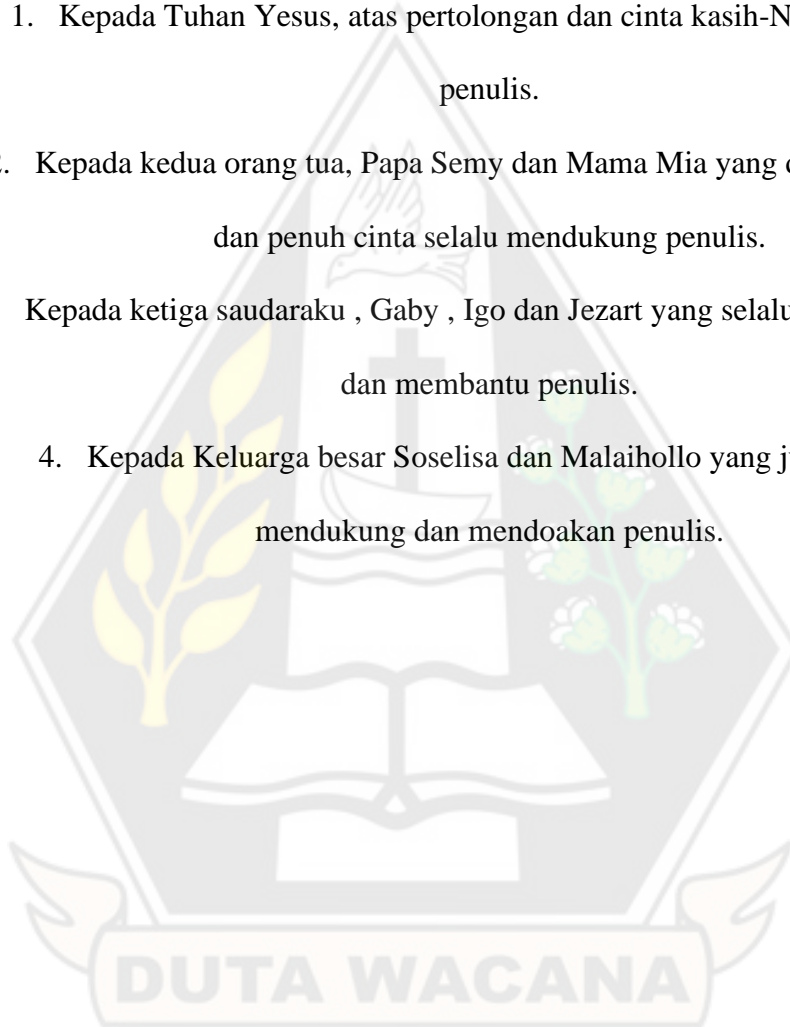 1. Kepada Tuhan Yesus, atas pertolongan dan cinta kasih-N
penulis.
. Kepada kedua orang tua, Papa Semy dan Mama Mia yang
dan penuh cinta selalu mendukung penulis.
Kepada ketiga saudaraku , Gaby , Igo dan Jezart yang selalu
dan membantu penulis.
4. Kepada Keluarga besar Soselisa dan Malaihollo yang
mendukung dan mendoakan penulis.
DUTA WACANA